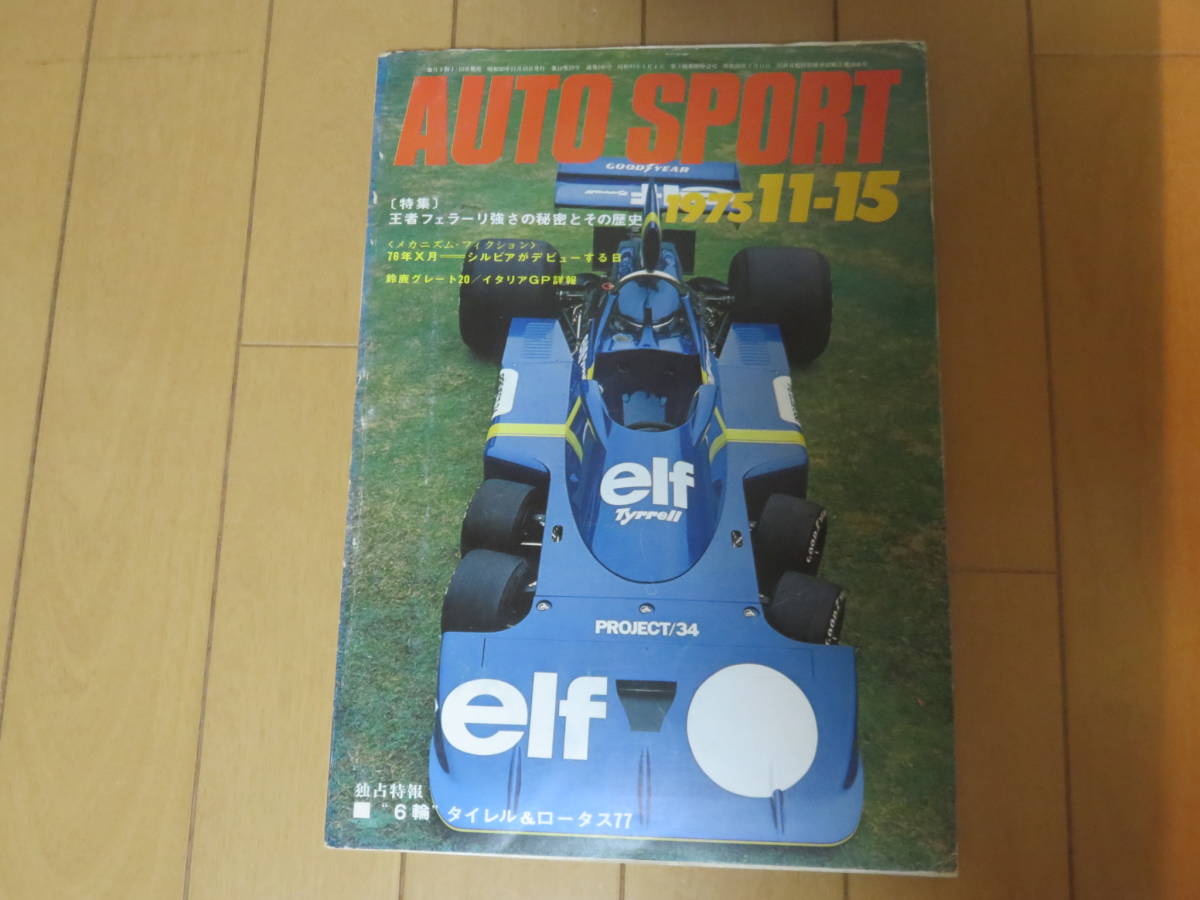 AUTO SPORT
1975 11-15
GOODYEAR
elf
〔特集〕
王者フェラーリ強さの秘密とその歴史
〈メカニズム・フィクション〉
76年X月――シルビアがデビューする日
鈴鹿グレート20/イタリアGP詳報
elf
Tyrrell
GOODYEAR
PROJECT/34
elf
独占特報
■ “6輪”タイレル&ロータス77